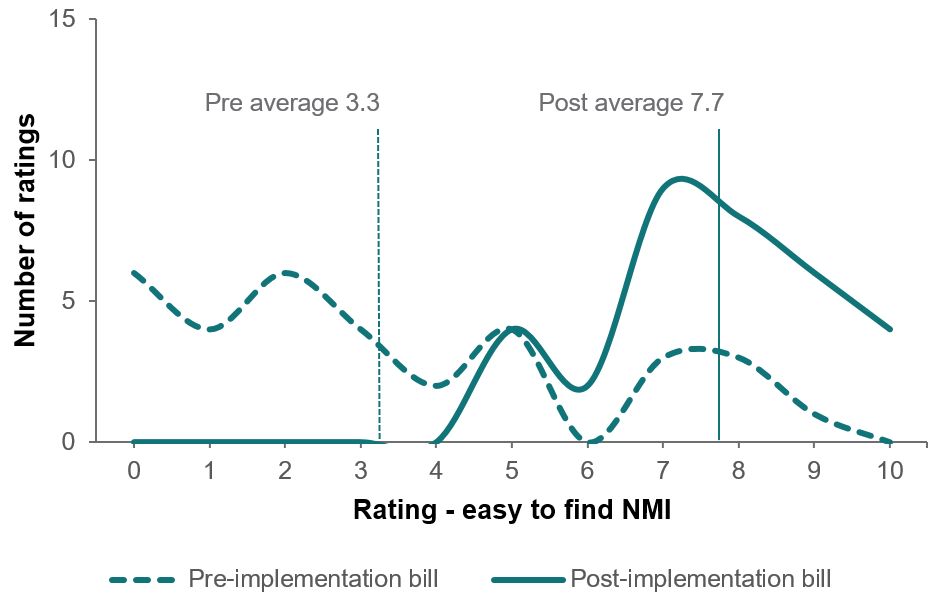 15
Pre average 3.3
Post average 7.7
10
Number of ratings
5
0
0 1 2 3 4 5 6 7 8 9 10
Rating - easy to find NMI
Pre-implementation bill
Post-implementation bill